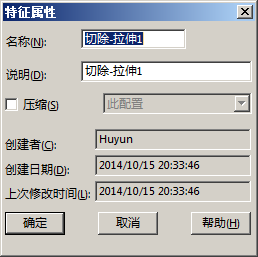 特征属性
名称(N): 切除-拉伸1
说明(D): 切除-拉伸1
压缩(S) 此配置
创建者(C): Huyun
创建日期(D): 2014/10/15 20:33:46
上次修改时间(L): 2014/10/15 20:33:46
确定 取消 帮助(H)